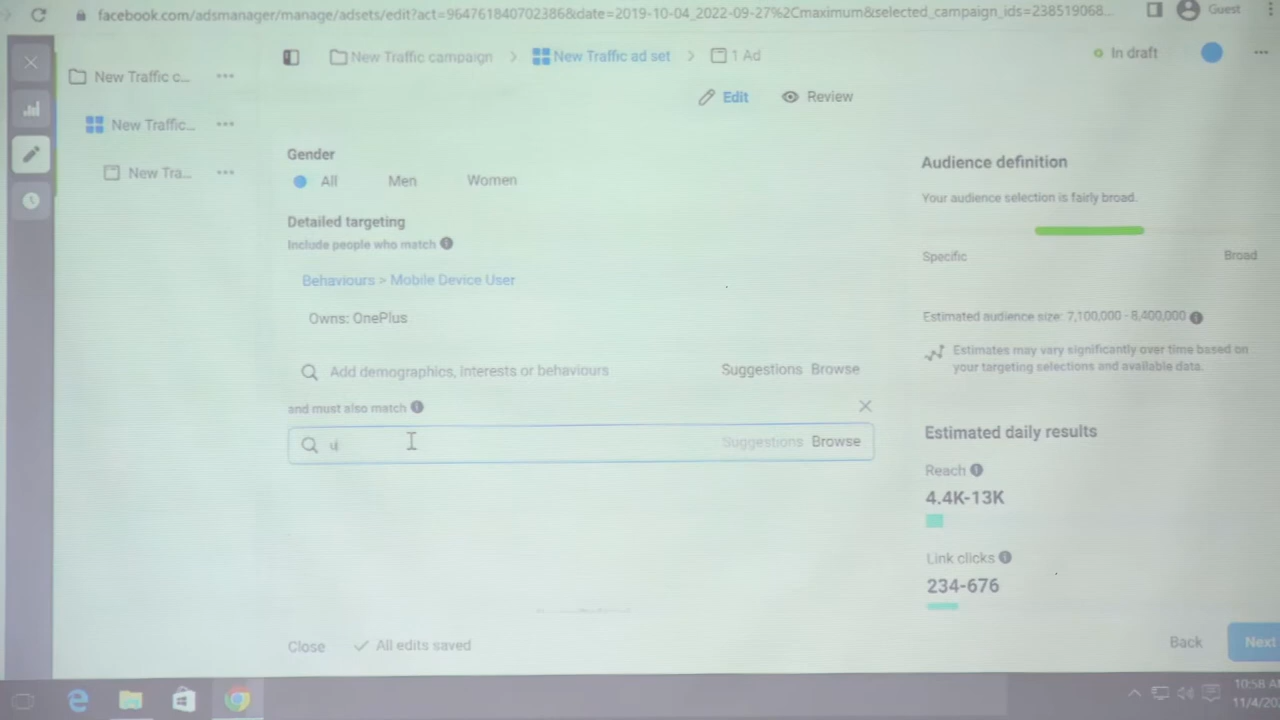 facebook.com/adsmanager/manage/adsets/edit?act=964761840702386&date=2019-10-04_2022-09-27%2Cmaximum&selected_campaign_ids=238519068...
Guest
New Traffic campaign > New Traffic ad set > 1 Ad
In draft
New Traffic c... ...
New Traffic... ...
New Tra... ...
Edit Review
Gender
All Men Women
Detailed targeting
Include people who match
Behaviours > Mobile Device User
Owns: OnePlus
Add demographics, interests or behaviours Suggestions Browse
and must also match
Suggestions Browse
Close All edits saved
Audience definition
Your audience selection is fairly broad.
Specific Broad
Estimated audience size: 7,100,000 - 8,400,000
Estimates may vary significantly over time based on
your targeting selections and available data.
Estimated daily results
Reach
4.4K-13K
Link clicks
234-676
Back Next
10:58 A
11/4/20